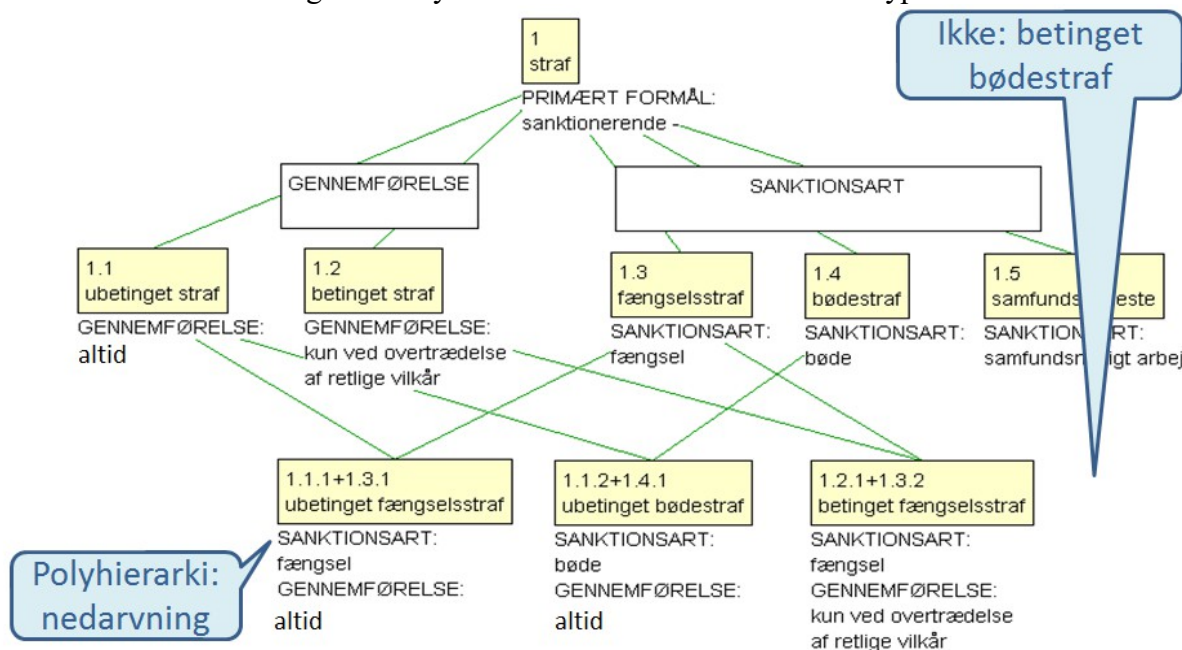 1
straf
PRIMÆRT FORMÅL:
sanktionerende -
Ikke: betinget
bødestraf
GENNEMFØRELSE
SANKTIONSART
1.1
ubetinget straf
GENNEMFØRELSE:
altid
1.2
betinget straf
GENNEMFØRELSE:
kun ved overtrædelse
af retlige vilkår
1.3
fængselsstraf
SANKTIONSART:
fængsel
1.4
bødestraf
SANKTIONSART:
bøde
1.5
1.1.1+1.3.1
ubetinget fængselsstraf
SANKTIONSART:
fængsel
GENNEMFØRELSE:
altid
1.1.2+1.4.1
ubetinget bødestraf
SANKTIONSART:
bøde
GENNEMFØRELSE:
altid
1.2.1+1.3.2
betinget fængselsstraf
SANKTIONSART:
fængsel
GENNEMFØRELSE:
kun ved overtrædelse
af retlige vilkår
Polyhierarki:
nedarvning